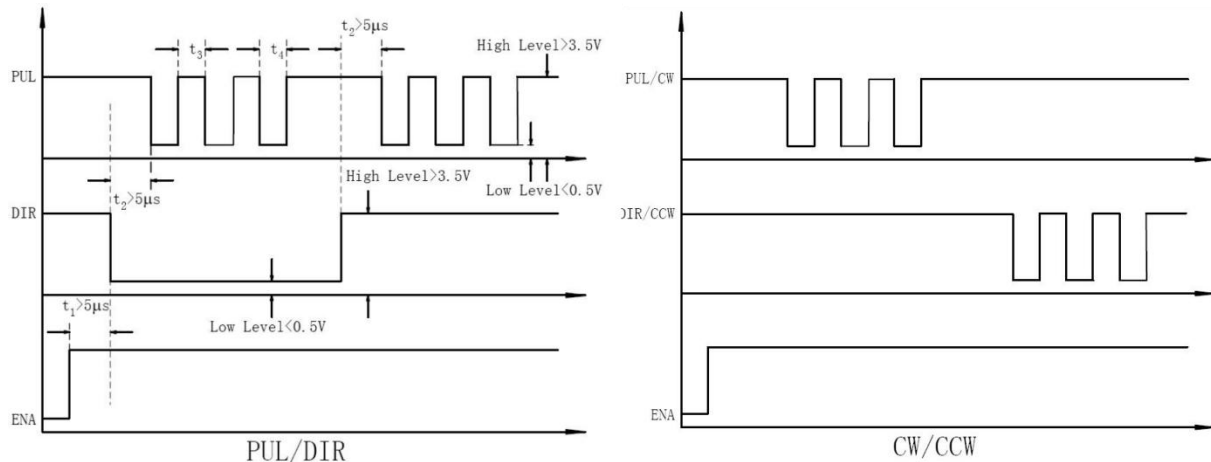 t₂>5μs
High Level>3.5V
t₃
t₄
PUL
High Level>3.5V
Low Level<0.5V
t₂>5μs
DIR
t₁>5μs
Low Level<0.5V
ENA
PUL/DIR
PUL/CW
DIR/CCW
ENA
CW/CCW